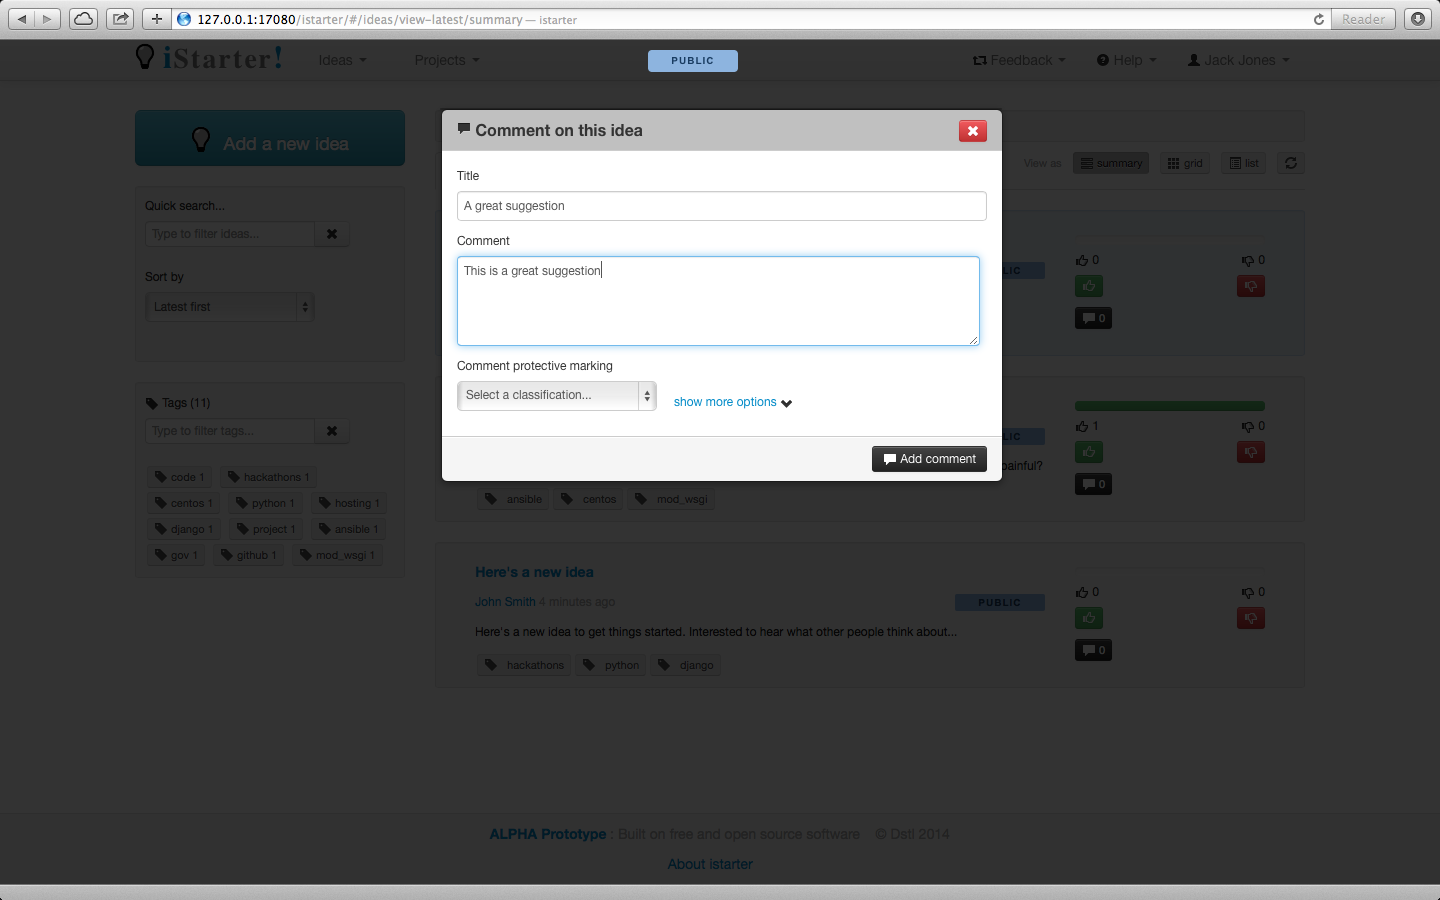 127.0.0.1:17080/istarter/#/ideas/view-latest/summary — istarter
Reader
iStarter!
Ideas
Projects
PUBLIC
Feedback
Help
Jack Jones
Add a new idea
Quick search...
Type to filter ideas...
Sort by
Latest first
Tags (11)
Type to filter tags...
code 1
hackathons 1
centos 1
python 1
hosting 1
django 1
project 1
ansible 1
gov 1
github 1
mod_wsgi 1
Comment on this idea
Title
A great suggestion
Comment
This is a great suggestion
Comment protective marking
Select a classification...
show more options
Add comment
View as
summary
grid
list
LIC
0
0
0
LIC
1
0
painful?
0
ansible
centos
mod_wsgi
Here's a new idea
John Smith 4 minutes ago
PUBLIC
Here's a new idea to get things started. Interested to hear what other people think about...
hackathons
python
django
0
0
0
ALPHA Prototype : Built on free and open source software © Dstl 2014
About istarter